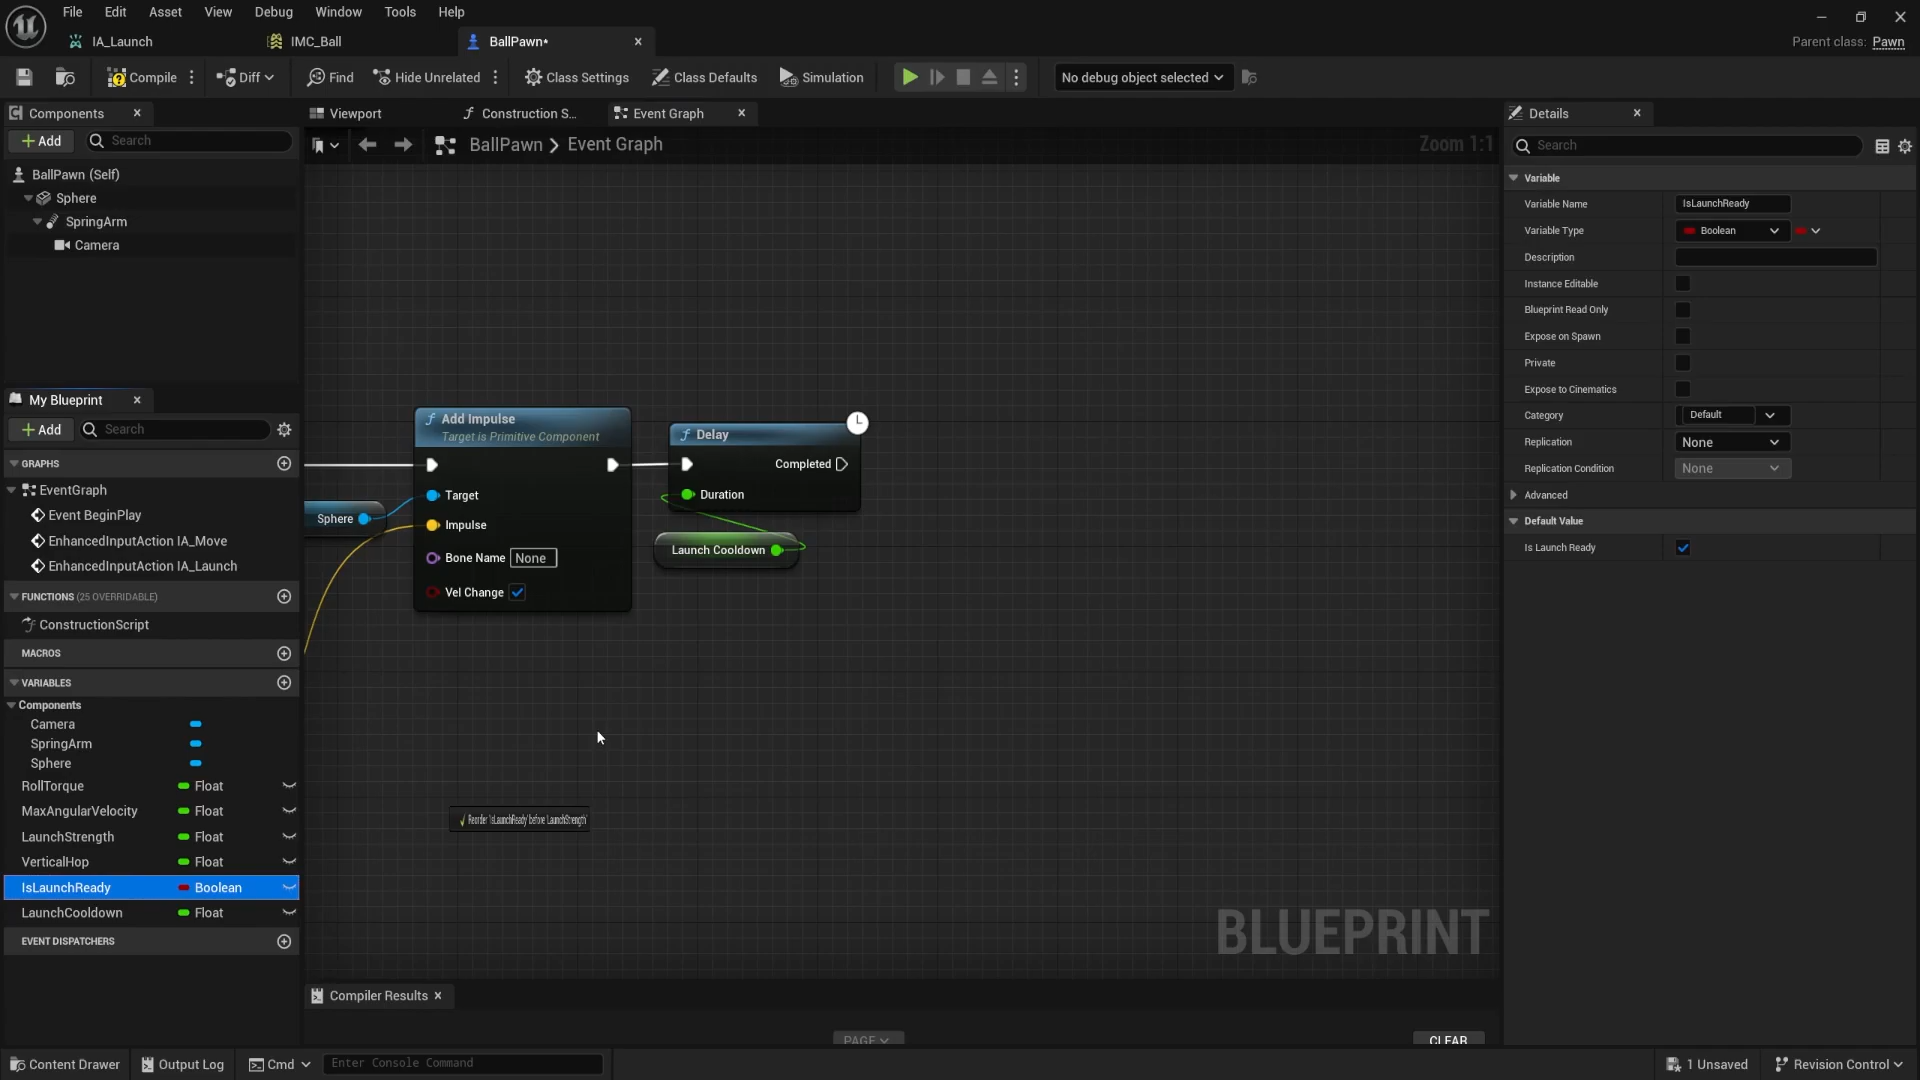 File Edit Asset View Debug Window Tools Help
IA_Launch IMC_Ball BallPawn*
Parent class: Pawn
Compile Diff Find Hide Unrelated Class Settings Class Defaults Simulation No debug object selected
Components
Viewport Construction S... Event Graph
Details
Add Search
BallPawn > Event Graph Zoom 1:1
Search
BallPawn (Self)
Sphere
SpringArm
Camera
Variable
Variable Name IsLaunchReady
Variable Type Boolean
Description
Instance Editable
Blueprint Read Only
Expose on Spawn
Private
Expose to Cinematics
Category Default
Replication None
Replication Condition None
Advanced
Default Value
Is Launch Ready
My Blueprint
Add Search
GRAPHS
EventGraph
Event BeginPlay
EnhancedInputAction IA_Move
EnhancedInputAction IA_Launch
FUNCTIONS (25 OVERRIDABLE)
ConstructionScript
MACROS
VARIABLES
Components
Camera
SpringArm
Sphere
RollTorque Float
MaxAngularVelocity Float
LaunchStrength Float
VerticalHop Float
IsLaunchReady Boolean
LaunchCooldown Float
EVENT DISPATCHERS
Add Impulse
Target is Primitive Component
Target
Impulse
Bone Name None
Vel Change
Sphere
Delay
Completed
Duration
Launch Cooldown
Reorder 'IsLaunchReady' before 'LaunchStrength'
BLUEPRINT
Compiler Results
PAGE CLEAR
Content Drawer Output Log Cmd Enter Console Command 1 Unsaved Revision Control